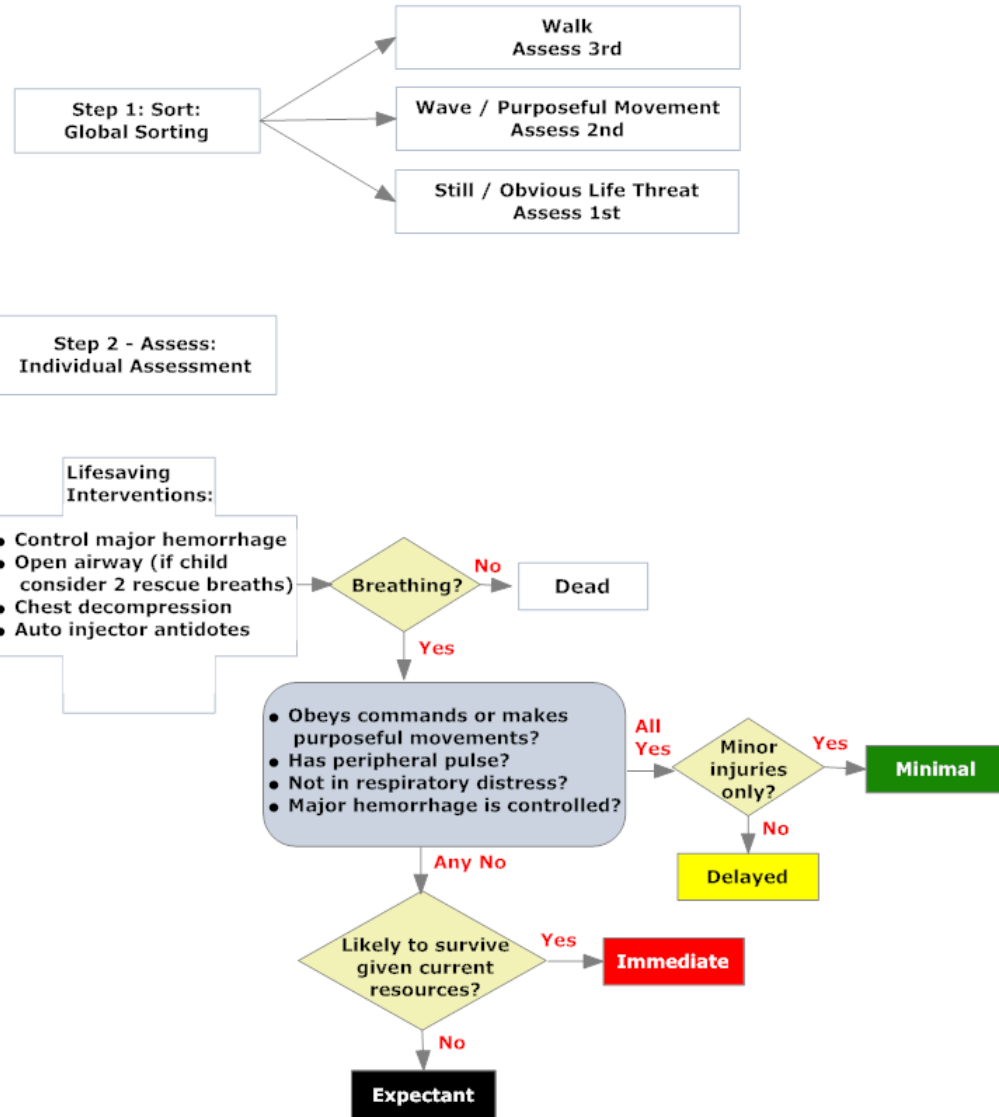 Walk
Assess 3rd
Step 1: Sort:
Global Sorting
Wave / Purposeful Movement
Assess 2nd
Still / Obvious Life Threat
Assess 1st
Step 2 - Assess:
Individual Assessment
Lifesaving
Interventions:
• Control major hemorrhage
• Open airway (if child
consider 2 rescue breaths)
• Chest decompression
• Auto injector antidotes
Breathing?
No
Dead
Yes
• Obeys commands or makes
purposeful movements?
• Has peripheral pulse?
• Not in respiratory distress?
• Major hemorrhage is controlled?
All
Yes
Minor
injuries
only?
Yes
Minimal
No
Delayed
Any No
Likely to survive
given current
resources?
Yes
Immediate
No
Expectant